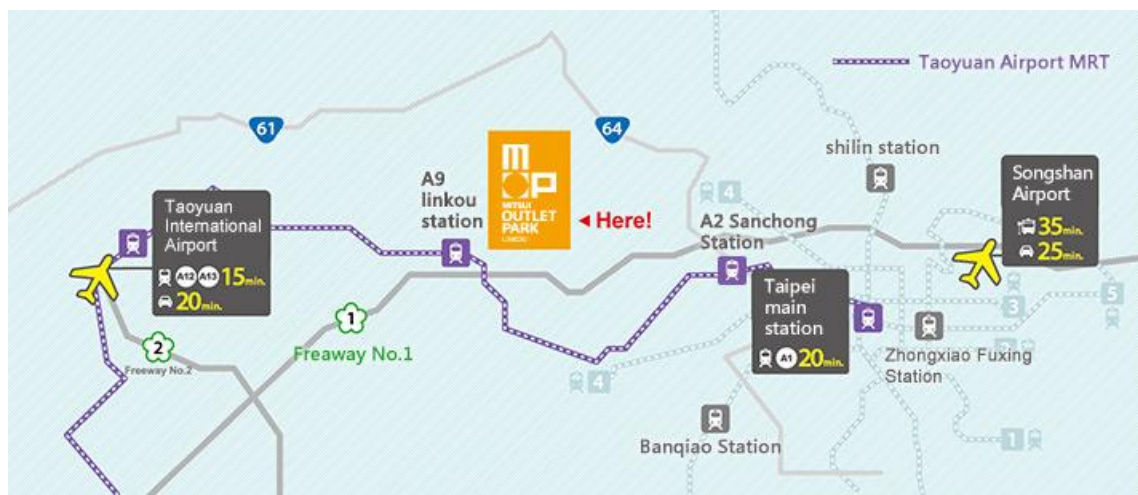 Taoyuan Airport MRT
61
64
shilin station
Songshan
Airport
35min.
25min.
A9
linkou
station
MOP
MITSUI
OUTLET
PARK
LINKOU
Here!
4
A2 Sanchong
Station
Taoyuan
International
Airport
A12 A13 15min.
20min.
Taipei
main
station
A1 20min.
3
5
1
Freaway No.1
2
Freeway No.2
4
Zhongxiao Fuxing
Station
Banqiao Station
1